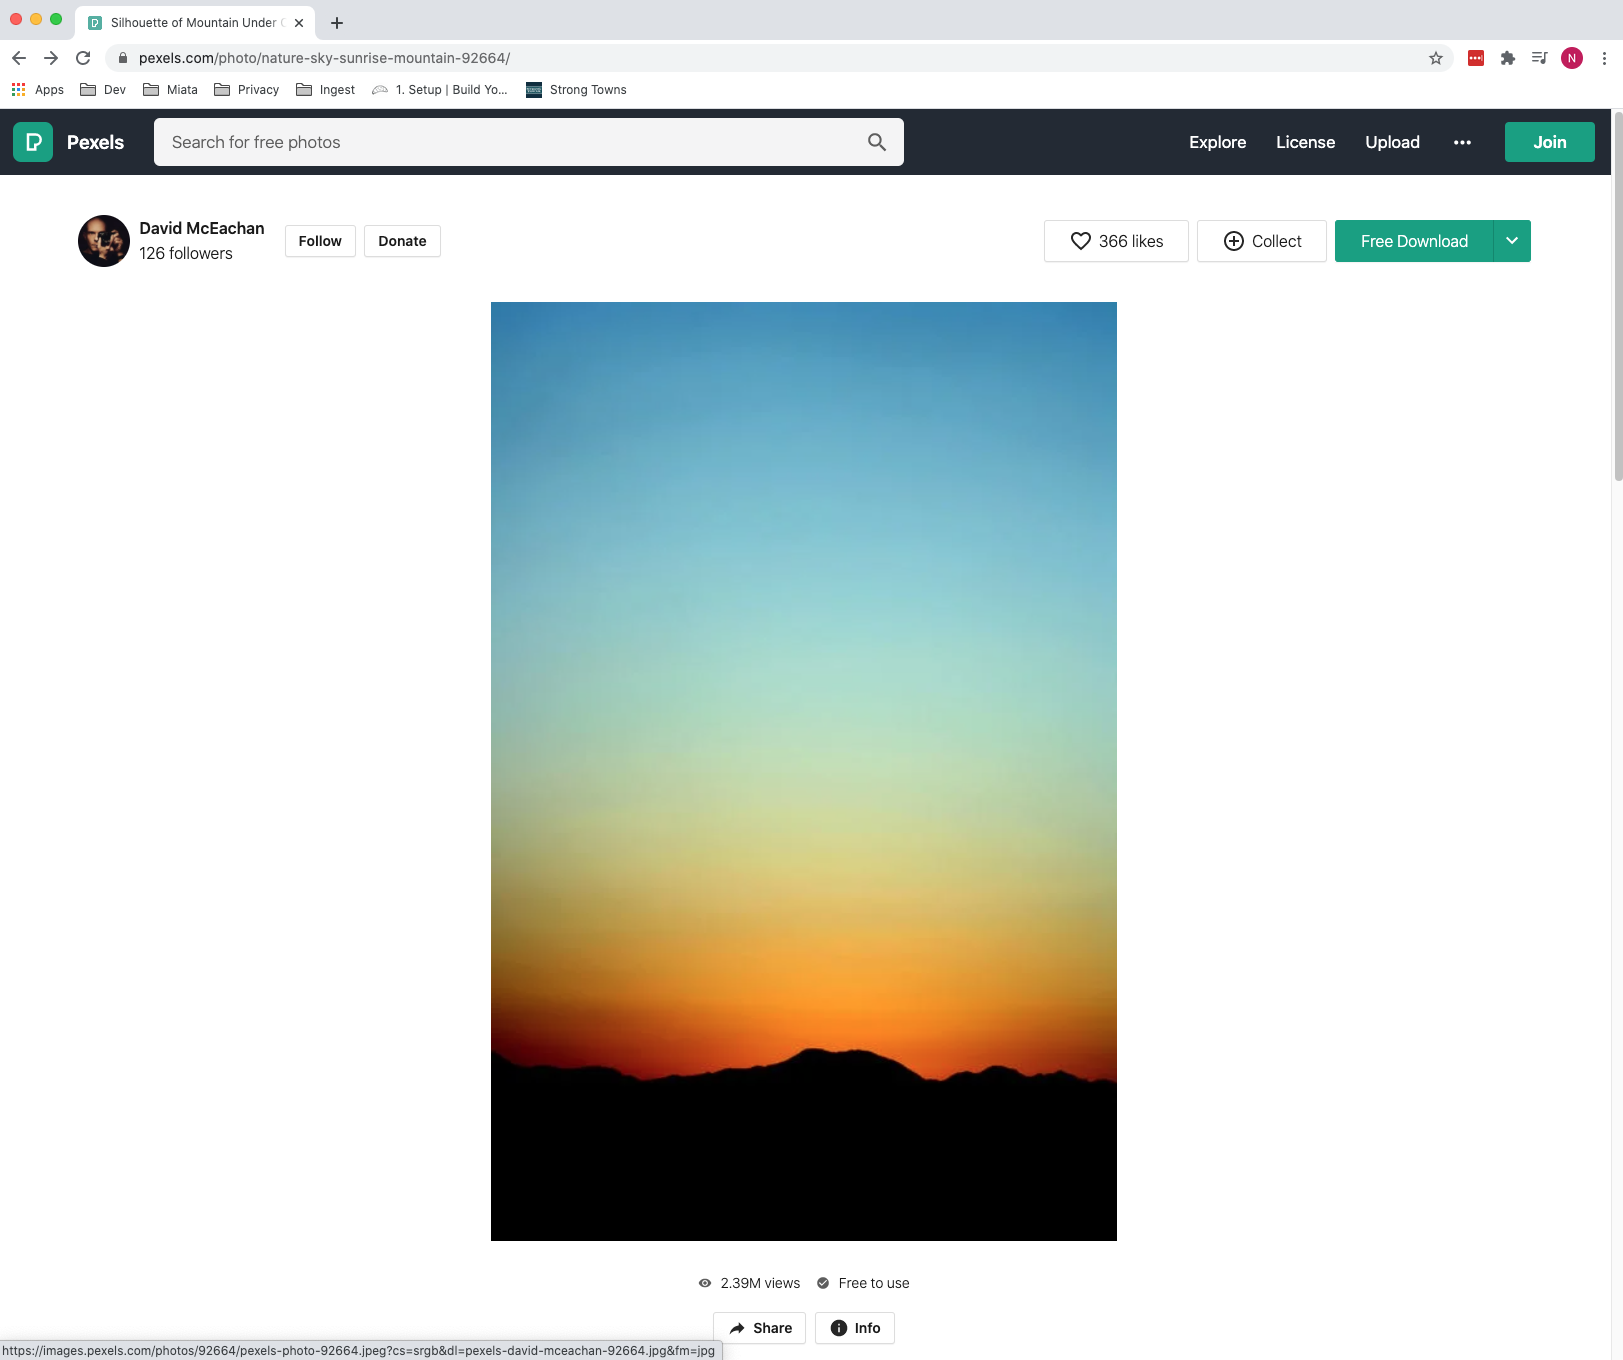 Silhouette of Mountain Under
pexels.com/photo/nature-sky-sunrise-mountain-92664/
N
Apps Dev Miata Privacy Ingest 1. Setup | Build Yo... Strong Towns
Pexels Search for free photos Explore License Upload ••• Join
David McEachan
126 followers
Follow Donate
366 likes Collect Free Download
2.39M views Free to use
Share Info
https://images.pexels.com/photos/92664/pexels-photo-92664.jpeg?cs=srgb&dl=pexels-david-mceachan-92664.jpg&fm=jpg